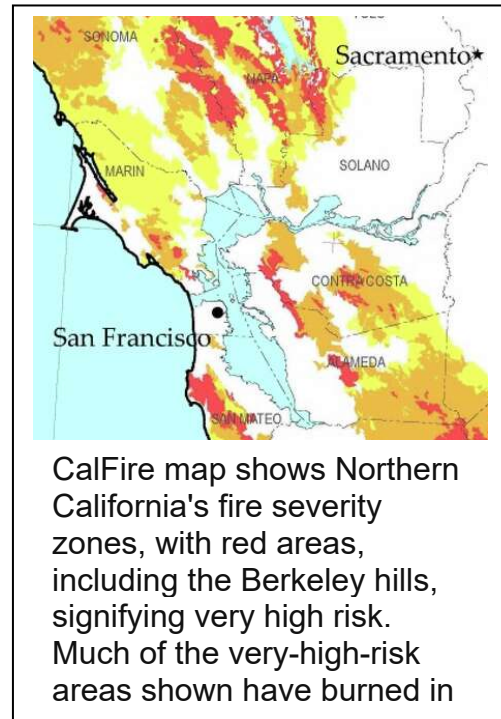 YOLO
SONOMA
NAPA
Sacramento★
SOLANO
MARIN
CONTRA COSTA
San Francisco
ALAMEDA
SAN MATEO
CalFire map shows Northern
California's fire severity
zones, with red areas,
including the Berkeley hills,
signifying very high risk.
Much of the very-high-risk
areas shown have burned in